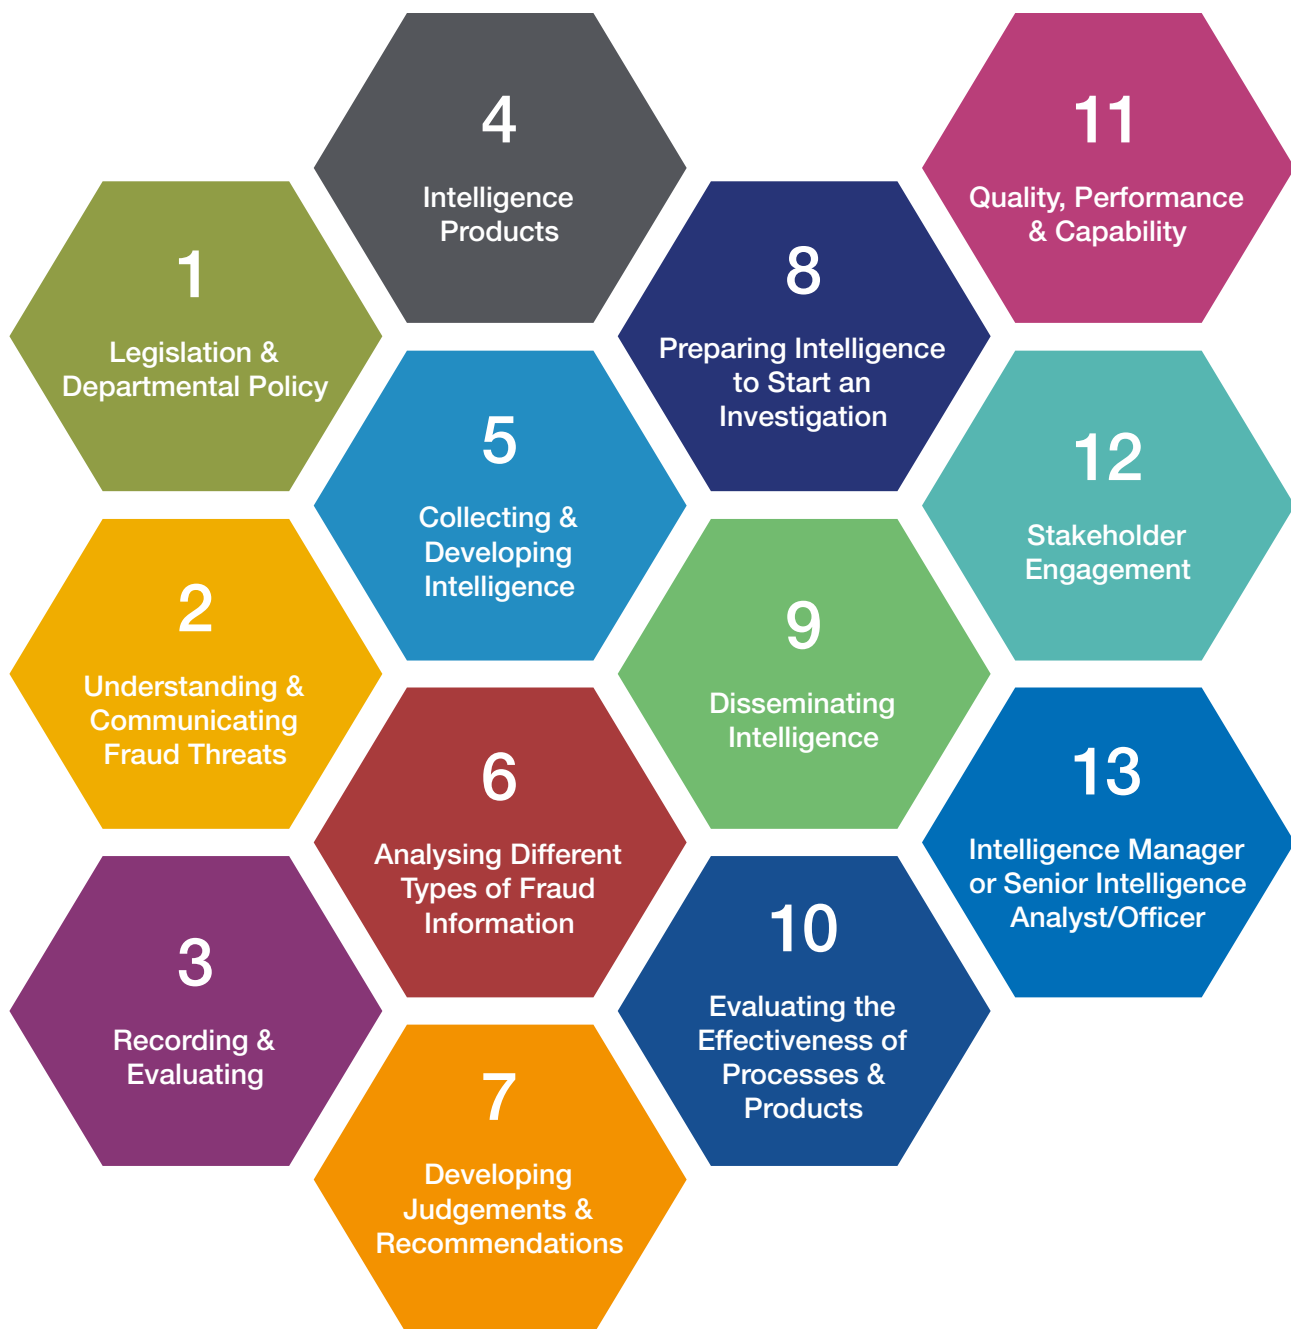 1
Legislation &
Departmental Policy
2
Understanding &
Communicating
Fraud Threats
3
Recording &
Evaluating
4
Intelligence
Products
5
Collecting &
Developing
Intelligence
6
Analysing Different
Types of Fraud
Information
7
Developing
Judgements &
Recommendations
8
Preparing Intelligence
to Start an
Investigation
9
Disseminating
Intelligence
10
Evaluating the
Effectiveness of
Processes &
Products
11
Quality, Performance
& Capability
12
Stakeholder
Engagement
13
Intelligence Manager
or Senior Intelligence
Analyst/Officer